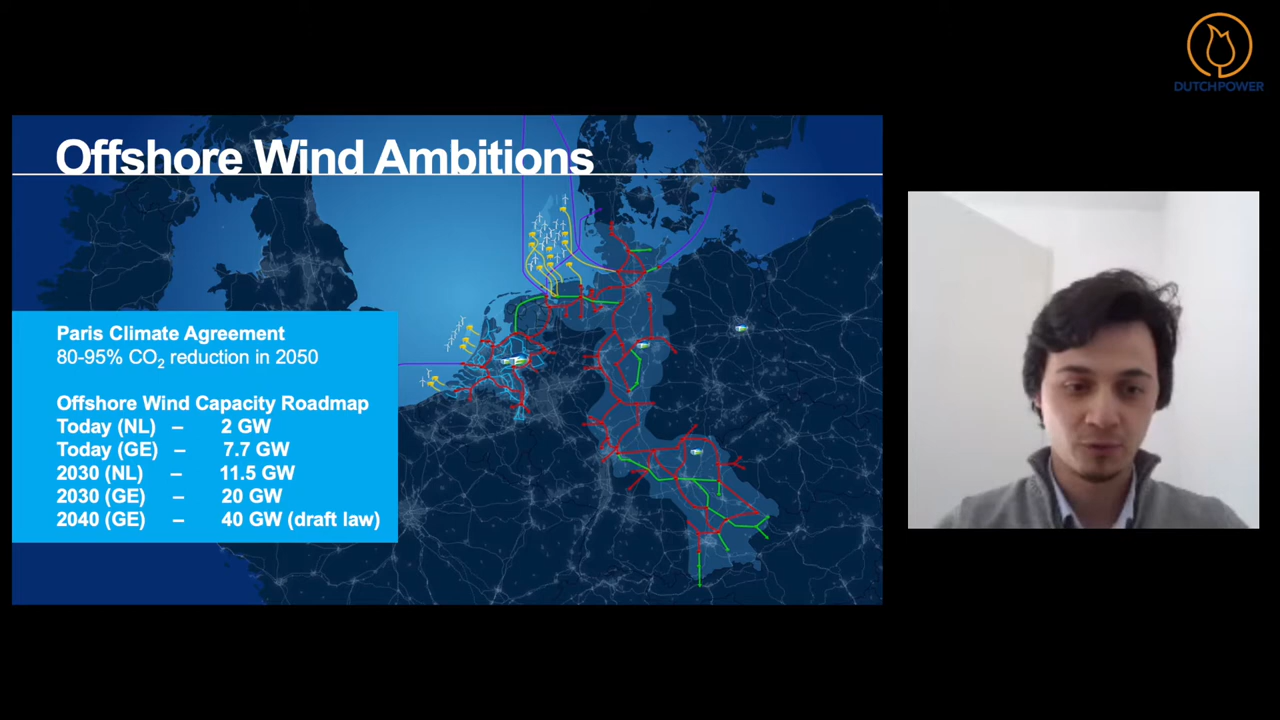 DUTCH POWER
Offshore Wind Ambitions
Paris Climate Agreement
80-95% CO₂ reduction in 2050
Offshore Wind Capacity Roadmap
Today (NL) – 2 GW
Today (GE) – 7.7 GW
2030 (NL) – 11.5 GW
2030 (GE) – 20 GW
2040 (GE) – 40 GW (draft law)